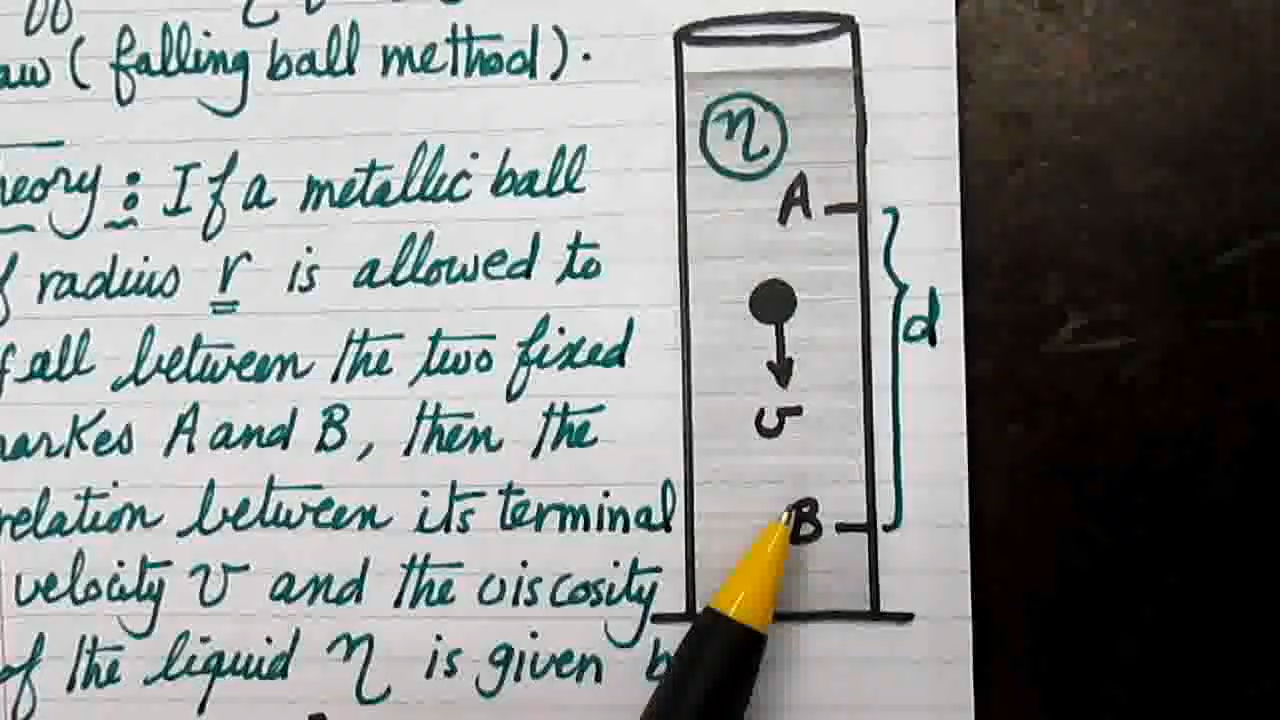 aw (falling ball method).
heory : If a metallic ball
f radius r is allowed to
fall between the two fixed
markes A and B, then the
relation between its terminal
velocity v and the viscosity
of the liquid η is given b
η
A
d
v
B